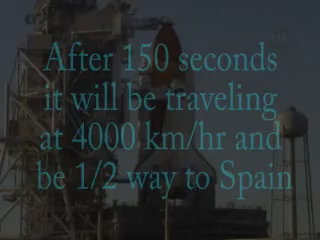 After 150 seconds
it will be traveling
at 4000 km/hr and
be 1/2 way to Spain